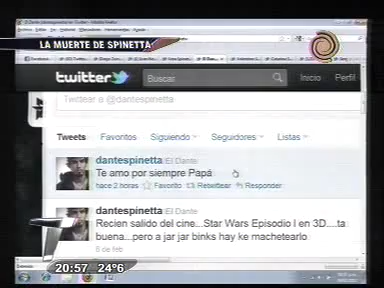 LA MUERTE DE SPINETTA
twitter
Buscar
Inicio
Perfil
Twittear a @dantespinetta
Tweets
Favoritos
Siguiendo
Seguidores
Listas
dantespinetta El Dante
Te amo por siempre Papá
hace 2 horas Favorito Retwittear Responder
dantespinetta El Dante
Recien salido del cine...Star Wars Episodio I en 3D....ta
buena...pero a jar jar binks hay ke machetearlo
8 de feb
20:57 24°6